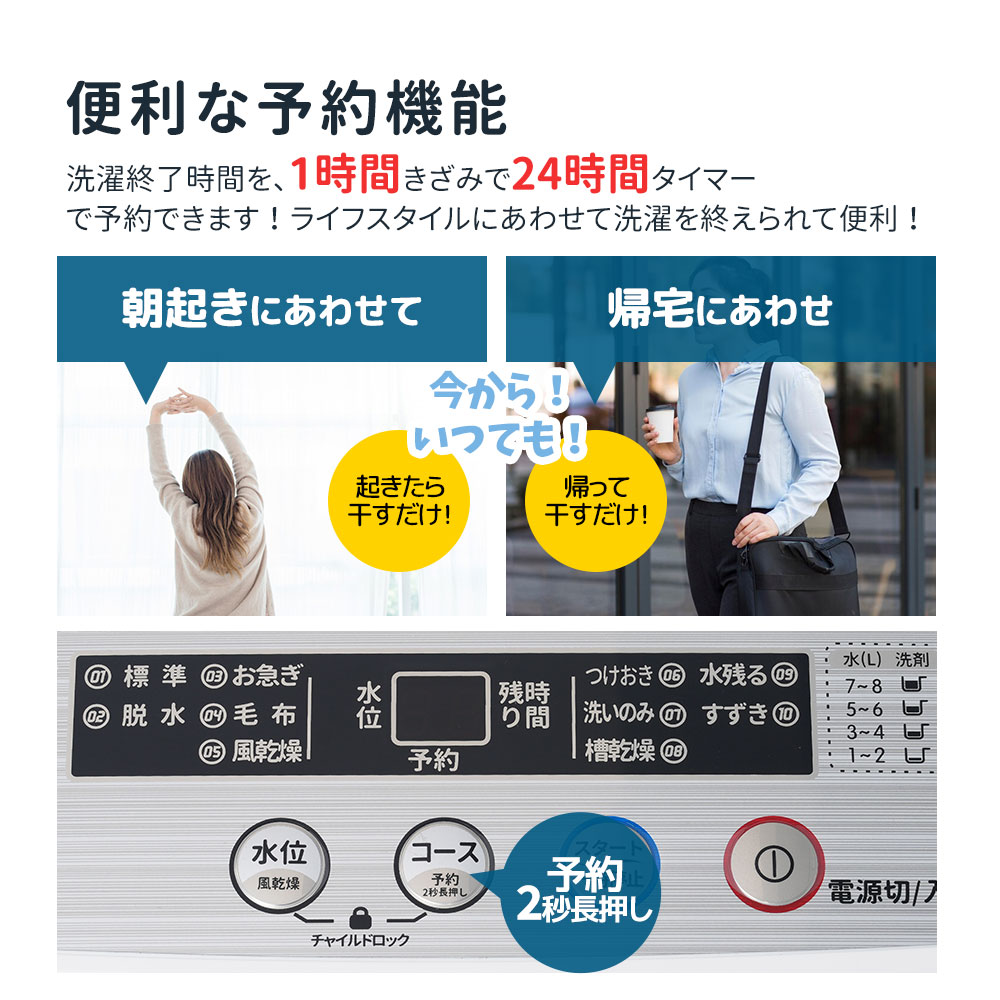 便利な予約機能
洗濯終了時間を、1時間きざみで24時間タイマー
で予約できます！ライフスタイルにあわせて洗濯を終えられて便利！
朝起きにあわせて
帰宅にあわせ
今から！
いつでも！
起きたら
干すだけ！
帰って
干すだけ！
01 標準 03 お急ぎ
02 脱水 04 毛布
05 風乾燥
水位
残り時間
予約
つけおき 06 水残る 09
洗いのみ 07 すずき 10
槽乾燥 08
水(L) 洗剤
7~8
5~6
3~4
1~2
水位
風乾燥
コース
予約
2秒長押し
チャイルドロック
スタート
止
予約
2秒長押し
電源切/入